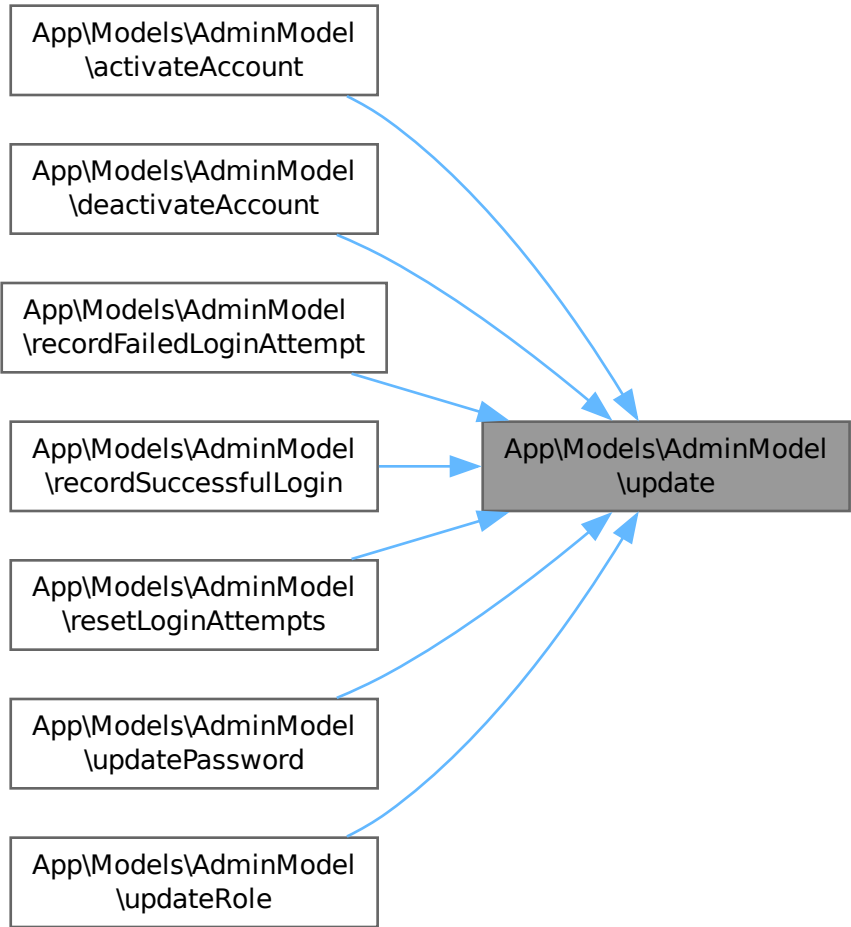 App\Models\AdminModel
\activateAccount
App\Models\AdminModel
\deactivateAccount
App\Models\AdminModel
\recordFailedLoginAttempt
App\Models\AdminModel
\recordSuccessfulLogin
App\Models\AdminModel
\update
App\Models\AdminModel
\resetLoginAttempts
App\Models\AdminModel
\updatePassword
App\Models\AdminModel
\updateRole